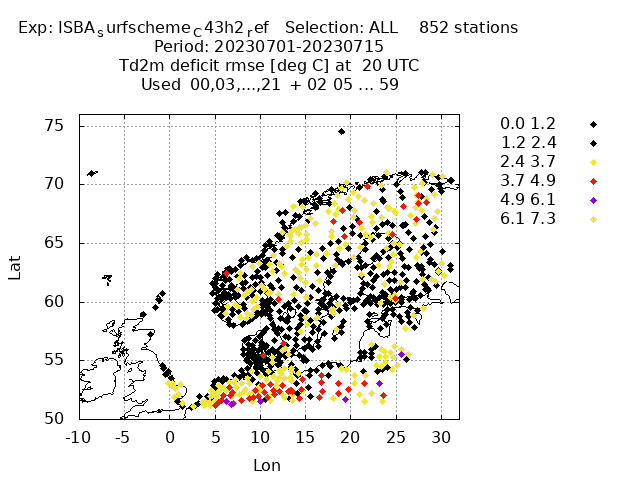 Exp: ISBA_surfscheme_C43h2_ref   Selection: ALL    852 stations
Period: 20230701-20230715
Td2m deficit rmse [deg C] at  20 UTC
Used  00,03,...,21  + 02 05 ... 59
0.0 1.2
1.2 2.4
2.4 3.7
3.7 4.9
4.9 6.1
6.1 7.3
75
70
65
60
55
50
Lat
-10 -5 0 5 10 15 20 25 30
Lon